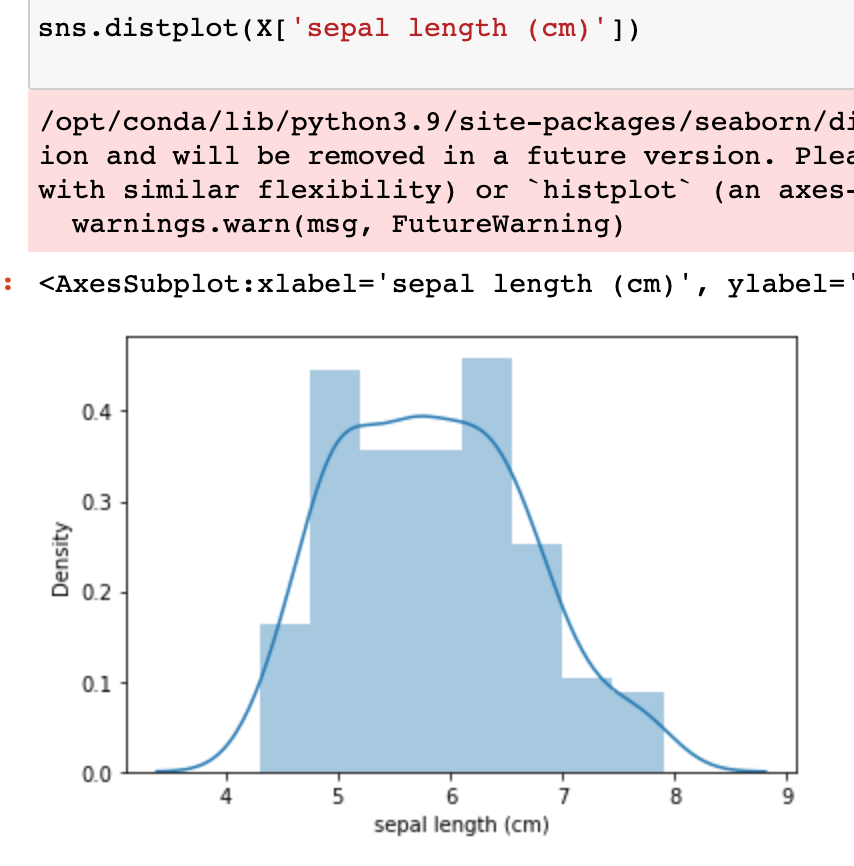 sns.distplot(X['sepal length (cm)'])
/opt/conda/lib/python3.9/site-packages/seaborn/di
ion and will be removed in a future version. Plea
with similar flexibility) or `histplot` (an axes-
warnings.warn(msg, FutureWarning)
: <AxesSubplot:xlabel='sepal length (cm)', ylabel='
0.4
0.3
0.2
0.1
0.0
Density
4 5 6 7 8 9
sepal length (cm)